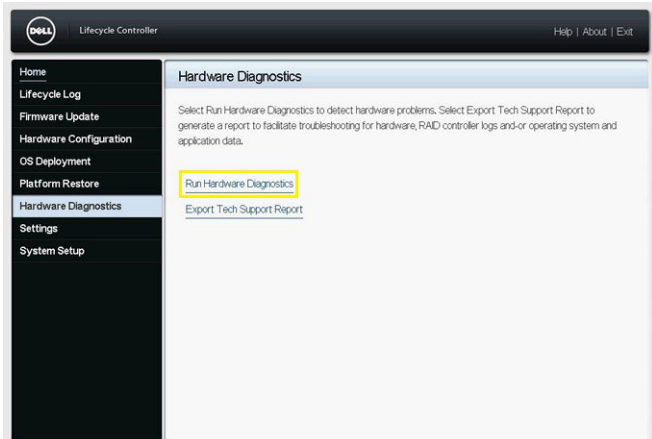 DELL
Lifecycle Controller
Help | About | Exit
Home
Lifecycle Log
Firmware Update
Hardware Configuration
OS Deployment
Platform Restore
Hardware Diagnostics
Settings
System Setup
Hardware Diagnostics
Select Run Hardware Diagnostics to detect hardware problems. Select Export Tech Support Report to
generate a report to facilitate troubleshooting for hardware, RAID controller logs and-or operating system and
application data.
Run Hardware Diagnostics
Export Tech Support Report